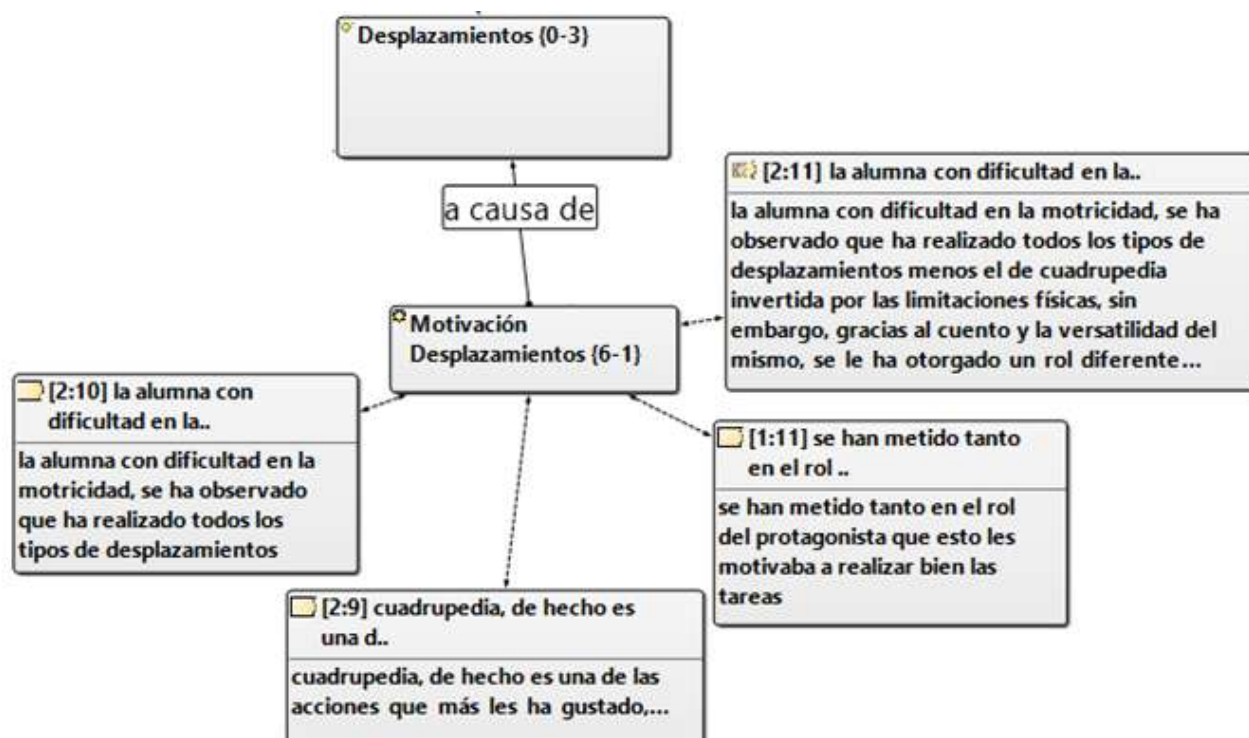 Desplazamientos {0-3}
a causa de
Motivación
Desplazamientos {6-1}
[2:11] la alumna con dificultad en la..
la alumna con dificultad en la motricidad, se ha
observado que ha realizado todos los tipos de
desplazamientos menos el de cuadrupedia
invertida por las limitaciones físicas, sin
embargo, gracias al cuento y la versatilidad del
mismo, se le ha otorgado un rol diferente...
[2:10] la alumna con
dificultad en la..
la alumna con dificultad en la
motricidad, se ha observado
que ha realizado todos los
tipos de desplazamientos
[1:11] se han metido tanto
en el rol ..
se han metido tanto en el rol
del protagonista que esto les
motivaba a realizar bien las
tareas
[2:9] cuadrupedia, de hecho es
una d..
cuadrupedia, de hecho es una de las
acciones que más les ha gustado,...